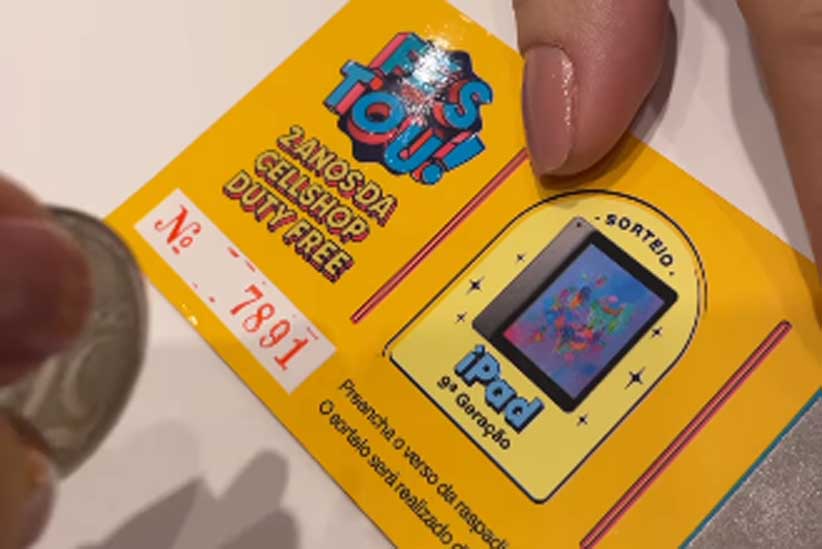 FESTOU!
2 ANOS DA
CELLSHOP
DUTY FREE
Nº 7891
SORTEIO
iPad
9ª Geração
Preencha o verso da raspadi
O sorteio será realizado d